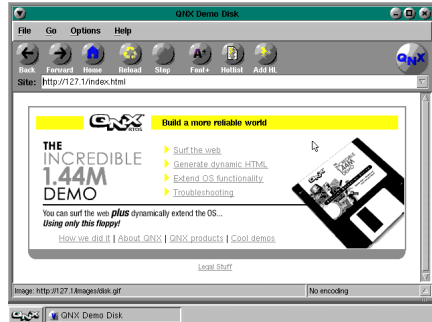 QNX Demo Disk
File Go Options Help
Back Forward Home Reload Stop Font+ Hotlist Add HL
QNX
Site: http://127.1/index.html
QNX
RTOS
Build a more reliable world
THE
INCREDIBLE
1.44M
DEMO
Surf the web
Generate dynamic HTML
Extend OS functionality
Troubleshooting
You can surf the web plus dynamically extend the OS...
Using only this floppy!
How we did it | About QNX | QNX products | Cool demos
Legal Stuff
Image: http://127.1/images/disk.gif
No encoding
QNX
QNX Demo Disk